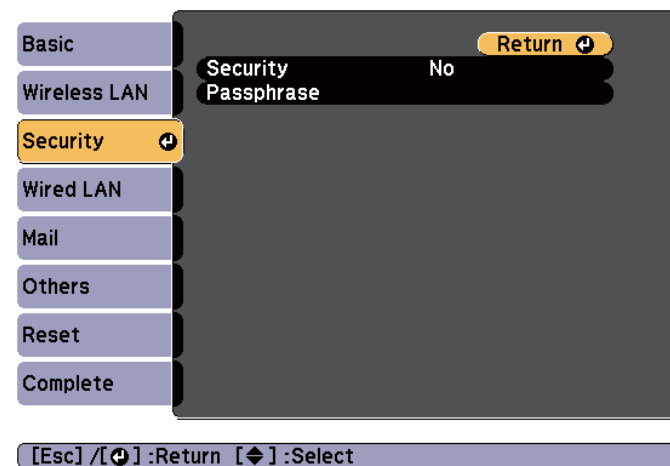 Basic
Wireless LAN
Security
Wired LAN
Mail
Others
Reset
Complete
Return
Security No
Passphrase
[Esc] /[ ] :Return [ ] :Select